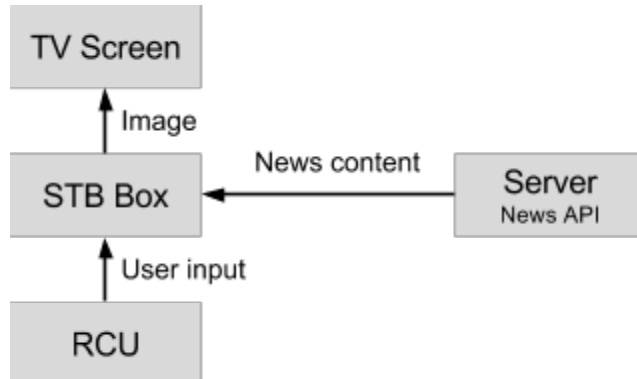 TV Screen
Image
News content
STB Box
Server
News API
User input
RCU